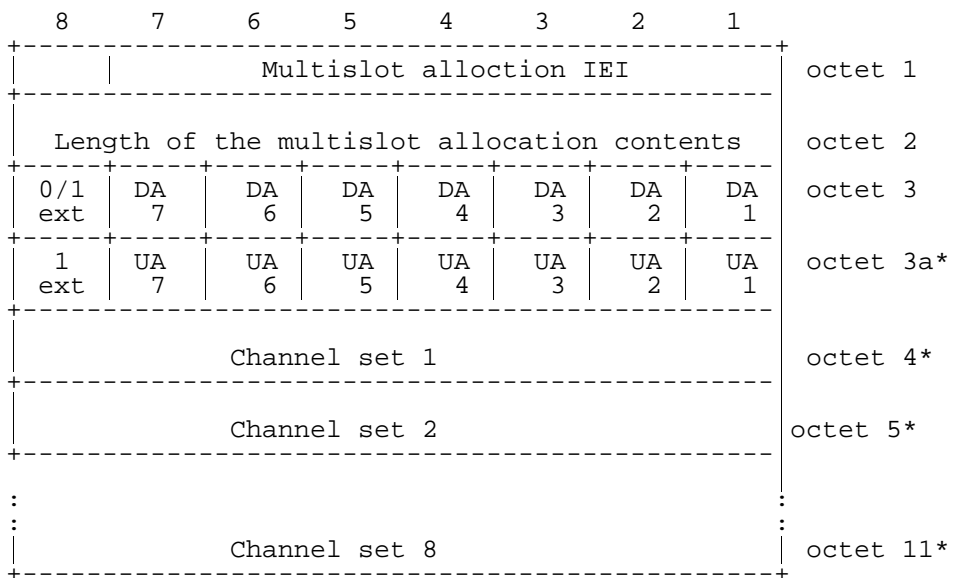 8 7 6 5 4 3 2 1
Multislot alloction IEI octet 1
Length of the multislot allocation contents octet 2
0/1 DA DA DA DA DA DA DA octet 3
ext 7 6 5 4 3 2 1
1 UA UA UA UA UA UA UA octet 3a*
ext 7 6 5 4 3 2 1
Channel set 1 octet 4*
Channel set 2 octet 5*
: :
: :
Channel set 8 octet 11*